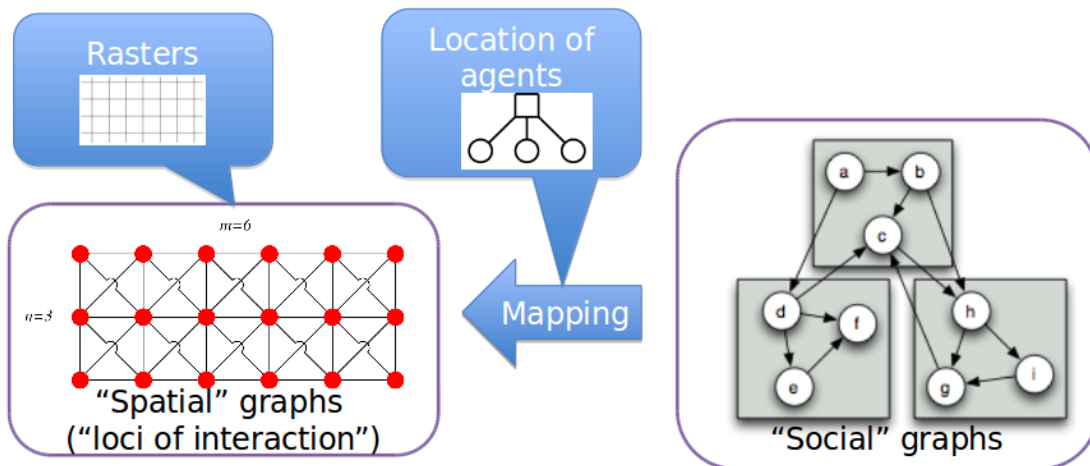 Rasters
Location of
agents
m=6
n=3
“Spatial” graphs
(“loci of interaction”)
Mapping
a
b
c
d
f
e
h
g
i
“Social” graphs